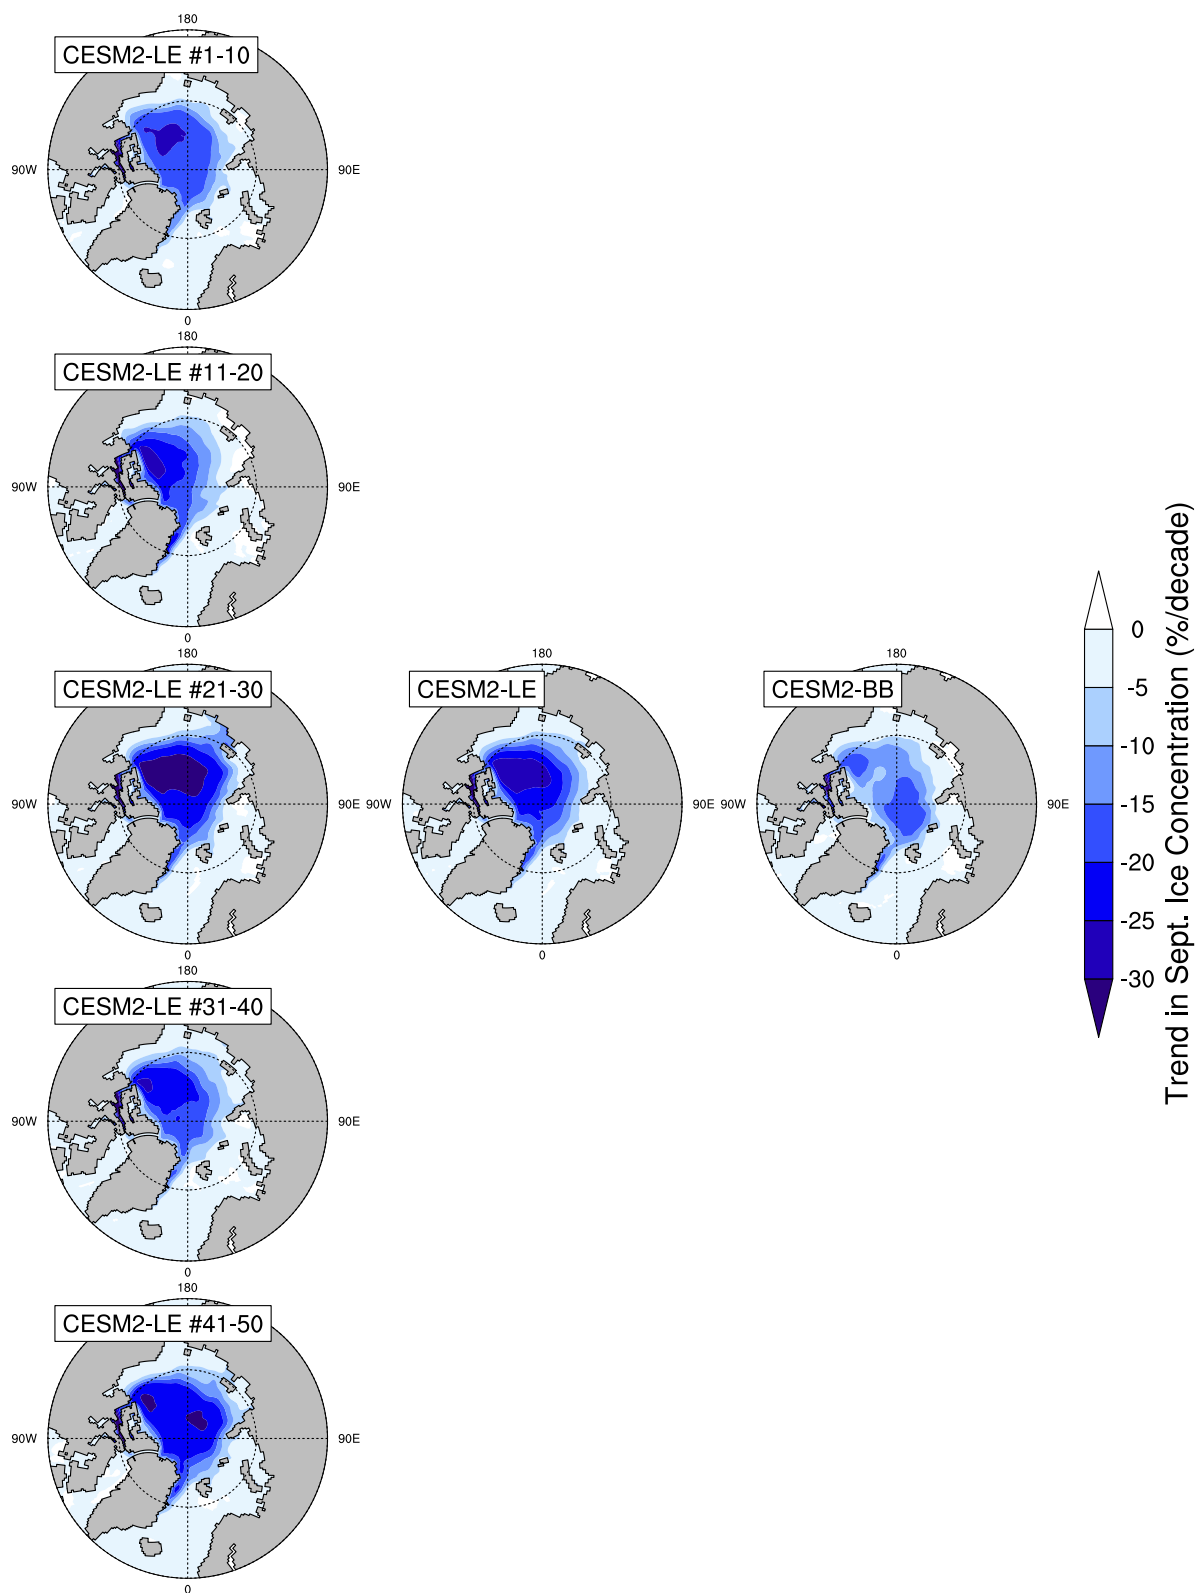 180
CESM2-LE #1-10
90W
90E
0
180
CESM2-LE #11-20
90W
90E
0
180
CESM2-LE #21-30
90W
90E
0
180
CESM2-LE
90W
90E
0
180
CESM2-BB
90W
90E
0
180
CESM2-LE #31-40
90W
90E
0
180
CESM2-LE #41-50
90W
90E
0
0
-5
-10
-15
-20
-25
-30
Trend in Sept. Ice Concentration (%/decade)